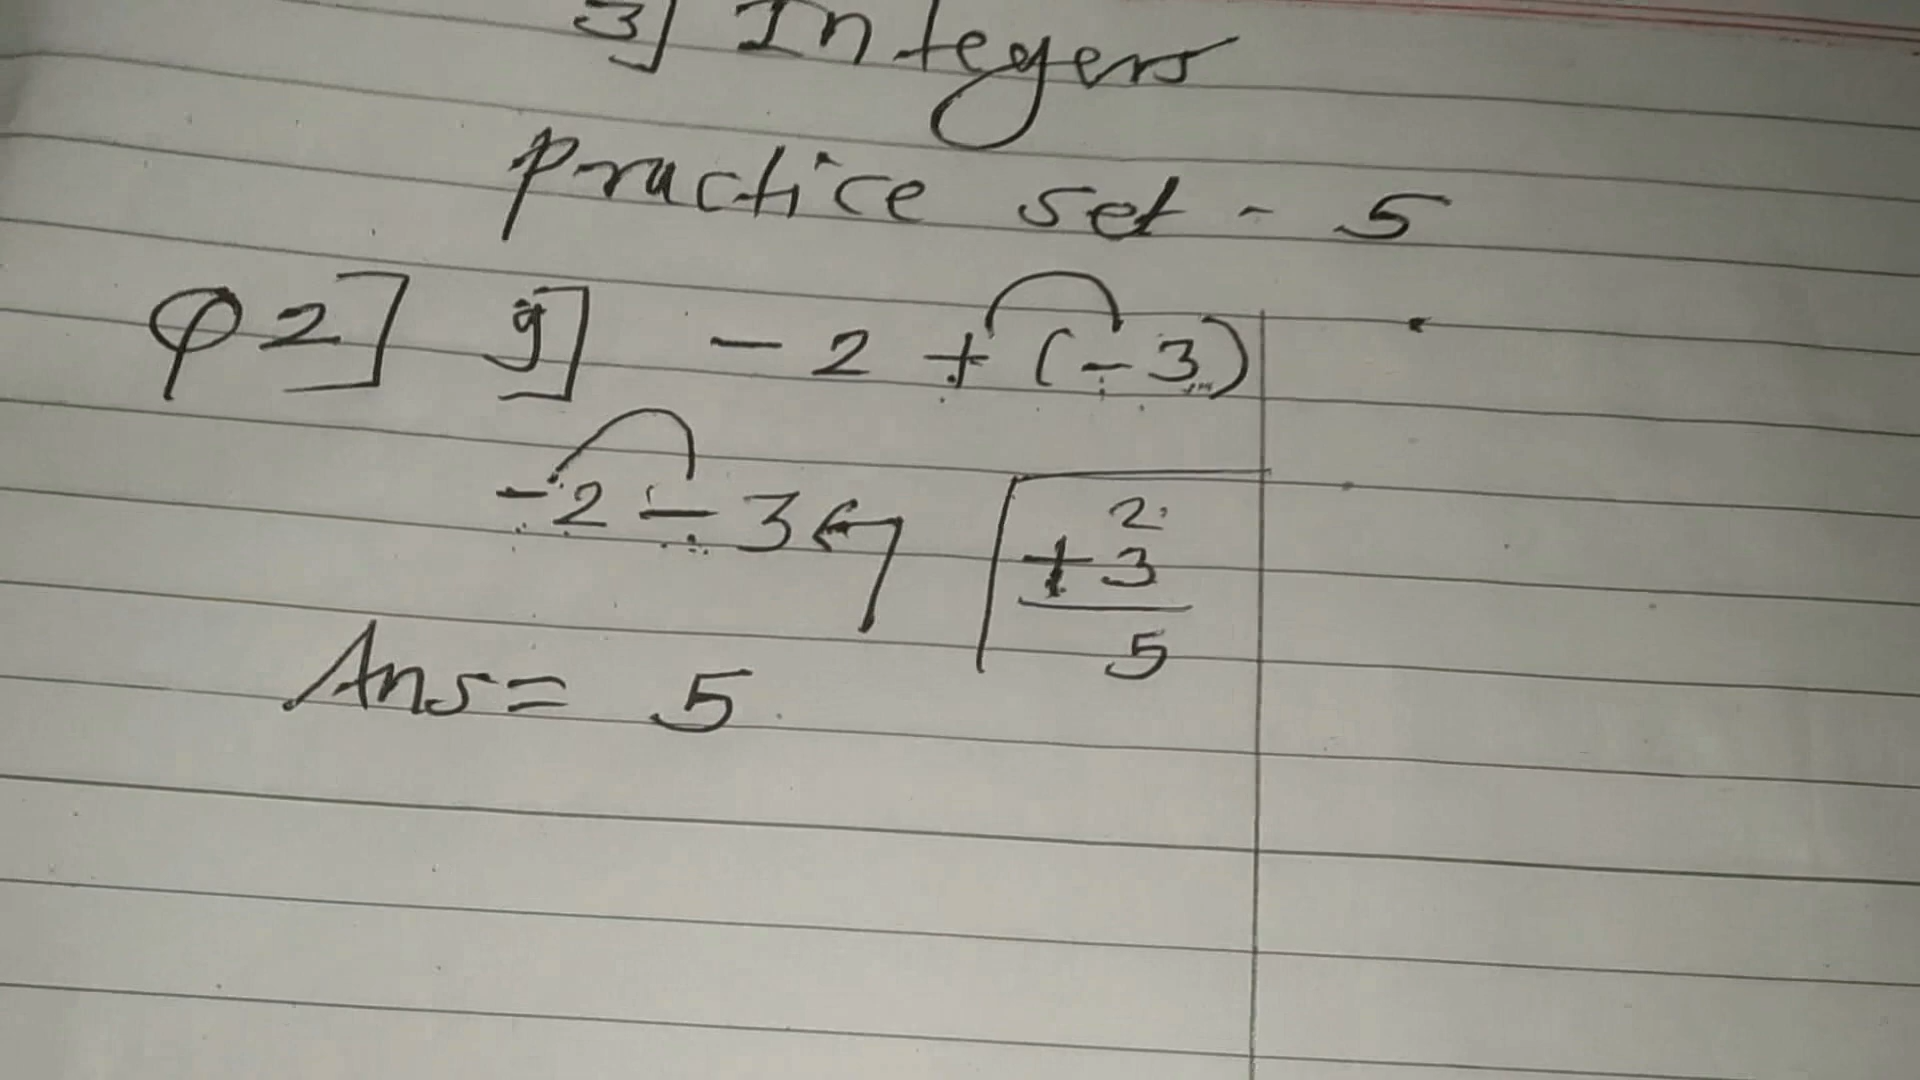 3] Integers
Practice set - 5
Q2] g] - 2 + (- 3)
- 2 - 3
2
+ 3
5
Ans = 5